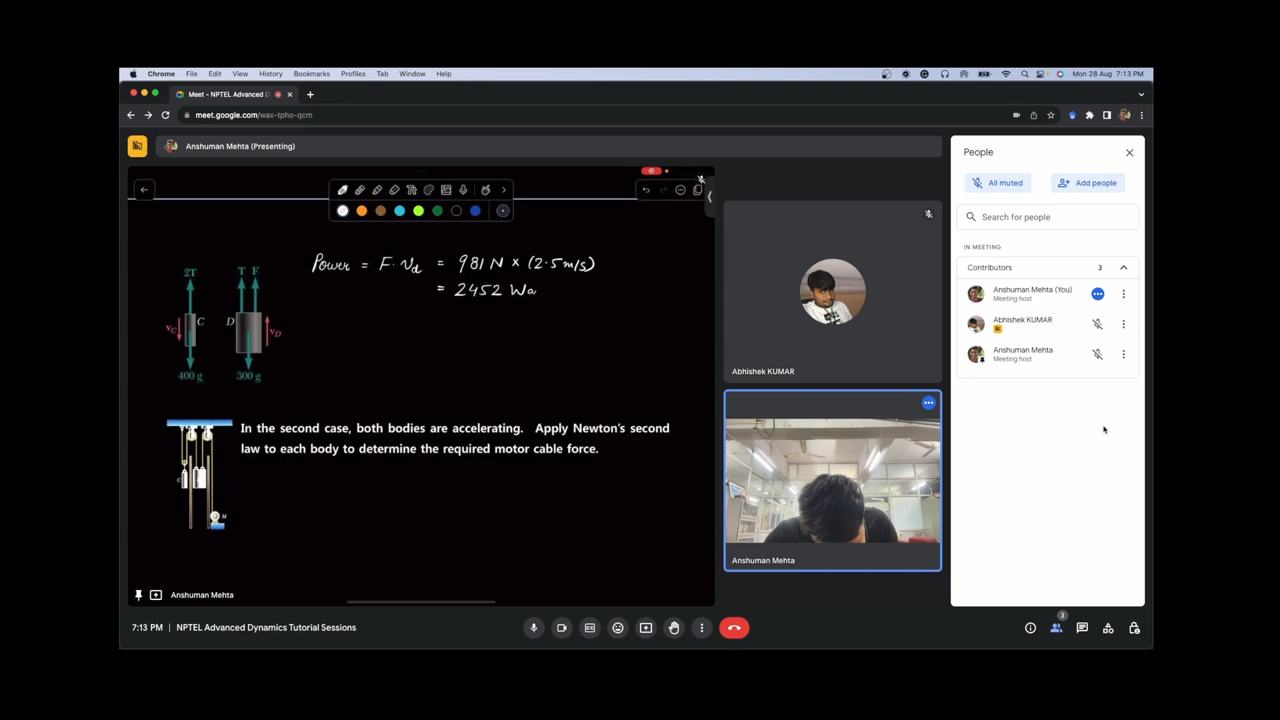 Chrome File Edit View History Bookmarks Profiles Tab Window Help Mon 28 Aug 7:13 PM
Meet - NPTEL Advanced D
meet.google.com/wax-tpho-qcm
Anshuman Mehta (Presenting)
2T
T F
C
D
vC
vD
400 g
300 g
Power = F. vd = 981 N × (2.5 m/s)
= 2452 Wa
In the second case, both bodies are accelerating. Apply Newton's second
law to each body to determine the required motor cable force.
C
M
Anshuman Mehta
Abhishek KUMAR
Anshuman Mehta
People
All muted
Add people
Search for people
IN MEETING
Contributors 3
Anshuman Mehta (You)
Meeting host
Abhishek KUMAR
Anshuman Mehta
Meeting host
7:13 PM | NPTEL Advanced Dynamics Tutorial Sessions
3